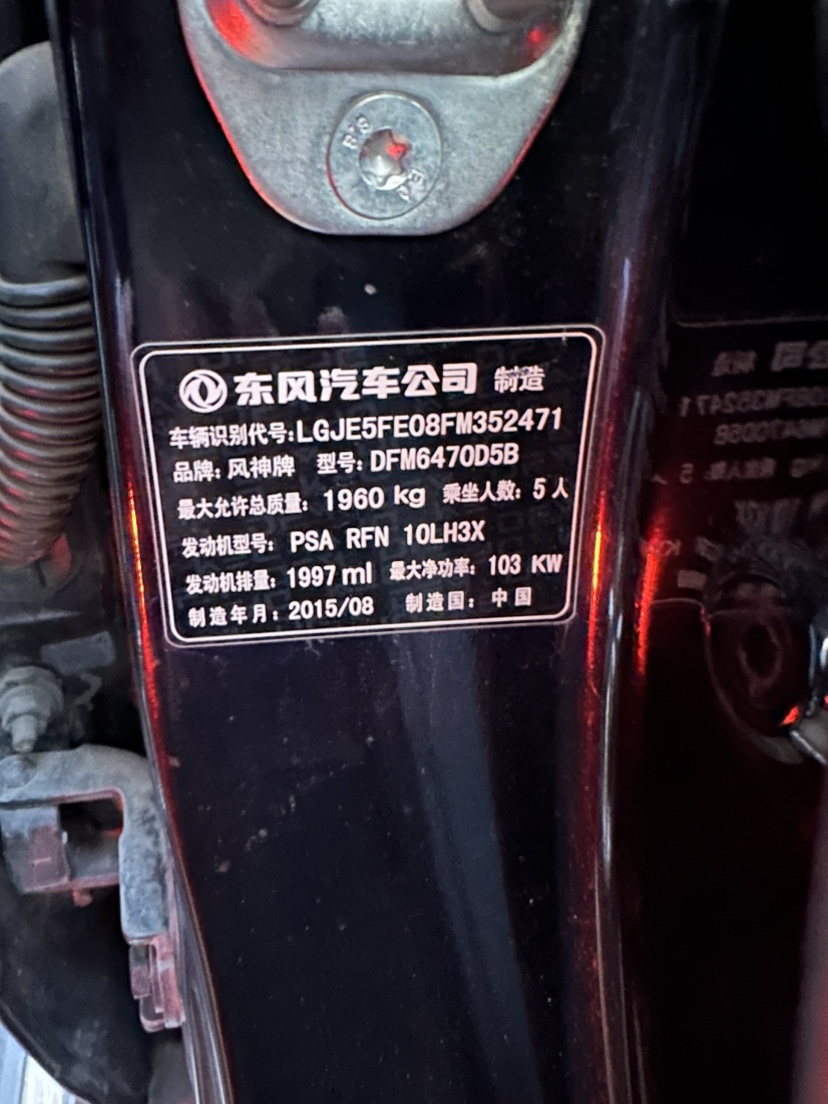 东风汽车公司 制造
车辆识别代号:LGJE5FE08FM352471
品牌: 风神牌 型号: DFM6470D5B
最大允许总质量: 1960 kg 乘坐人数: 5 人
发动机型号: PSA RFN 10LH3X
发动机排量: 1997 ml 最大净功率: 103 KW
制造年月: 2015/08 制造国: 中国